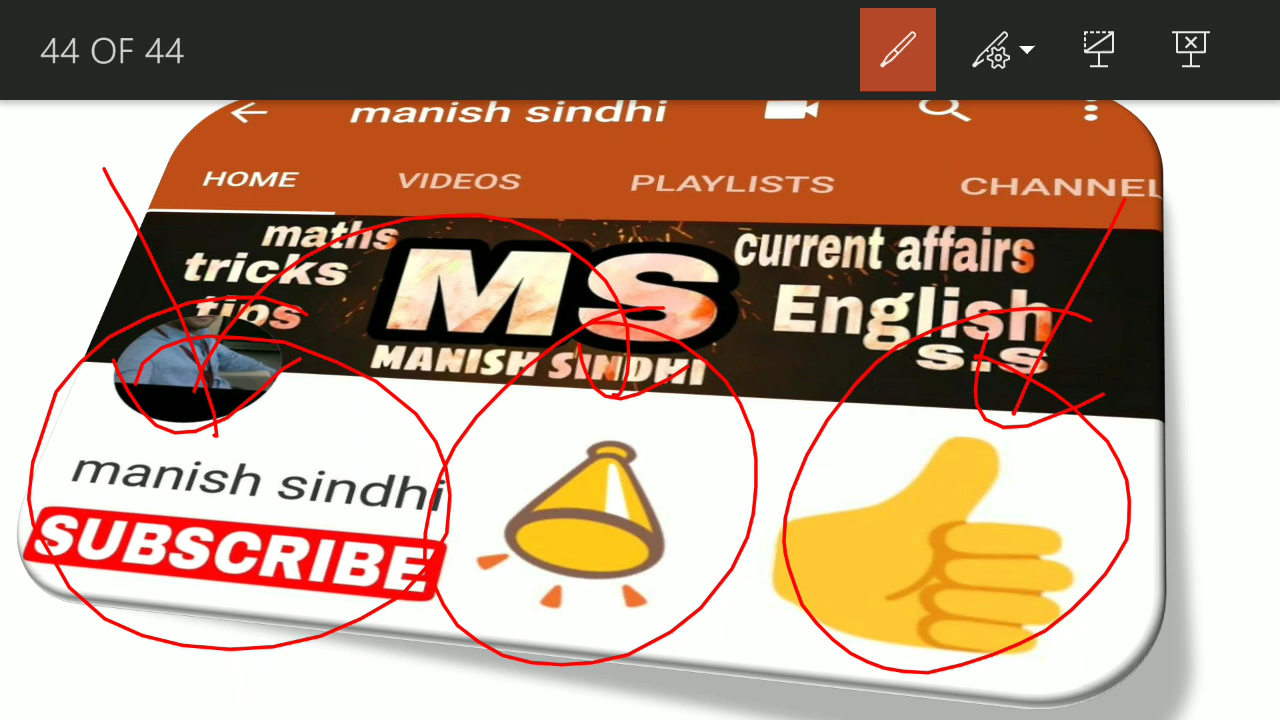 44 OF 44
manish sindhi
HOME VIDEOS PLAYLISTS CHANNEL
maths
tricks
tips
MS
MANISH SINDHI
current affairs
English
S.S
manish sindhi
SUBSCRIBE